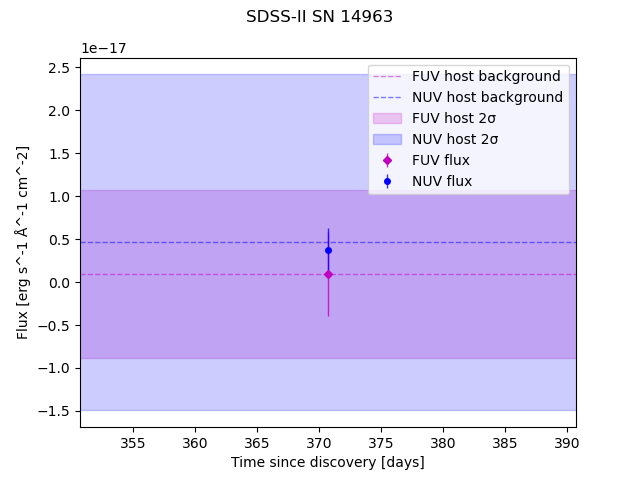 SDSS-II SN 14963
1e−17
FUV host background
NUV host background
FUV host 2σ
NUV host 2σ
FUV flux
NUV flux
2.5
2.0
1.5
1.0
0.5
0.0
−0.5
−1.0
−1.5
Flux [erg s^-1 Å^-1 cm^-2]
355 360 365 370 375 380 385 390
Time since discovery [days]